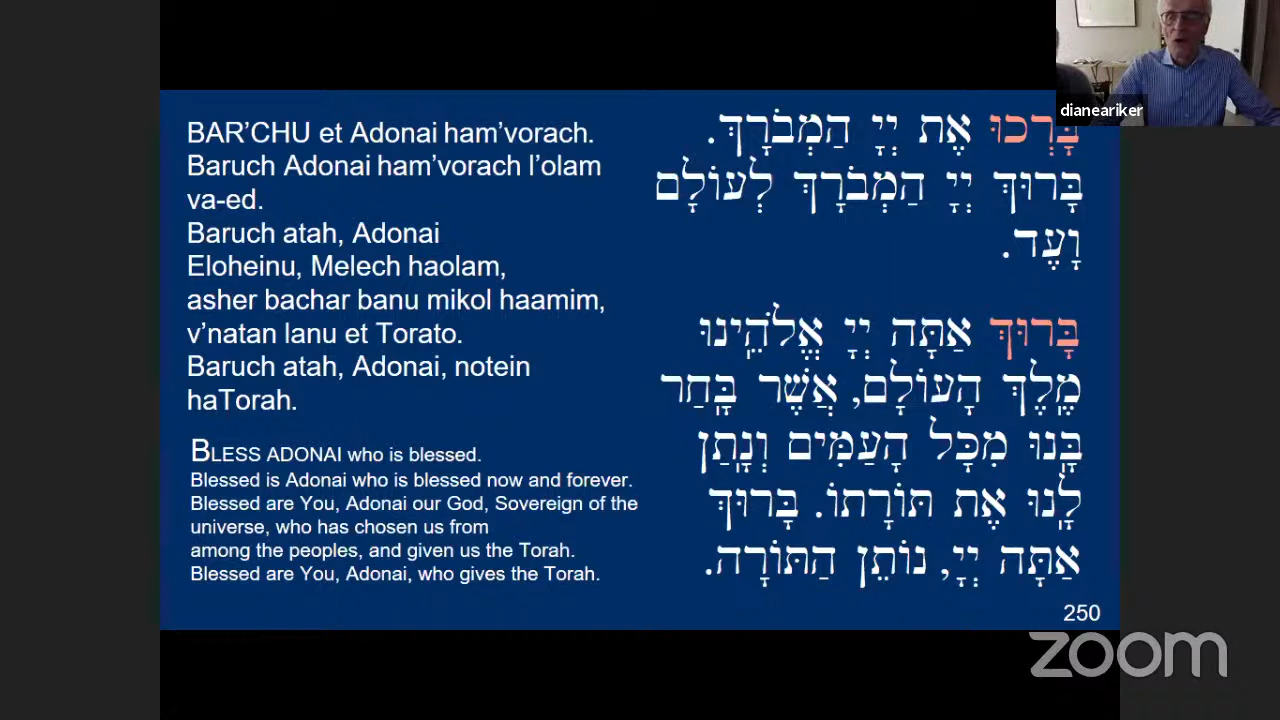 dianeariker
BAR’CHU et Adonai ham’vorach.
Baruch Adonai ham’vorach l’olam
va-ed.
Baruch atah, Adonai
Eloheinu, Melech haolam,
asher bachar banu mikol haamim,
v’natan lanu et Torato.
Baruch atah, Adonai, notein
haTorah.
BLESS ADONAI who is blessed.
Blessed is Adonai who is blessed now and forever.
Blessed are You, Adonai our God, Sovereign of the
universe, who has chosen us from
among the peoples, and given us the Torah.
Blessed are You, Adonai, who gives the Torah.
בָּרְכוּ אֶת יְיָ הַמְבֹרָךְ.
בָּרוּךְ יְיָ הַמְבֹרָךְ לְעוֹלָם
וָעֶד.
בָּרוּךְ אַתָּה יְיָ אֱלֹהֵֽינוּ
מֶֽלֶךְ הָעוֹלָם, אֲשֶׁר בָּֽחַר
בָּֽנוּ מִכָּל הָעַמִּים וְנָֽתַן
לָֽנוּ אֶת תּוֹרָתוֹ. בָּרוּךְ
אַתָּה יְיָ, נוֹתֵן הַתּוֹרָה.
250
zoom